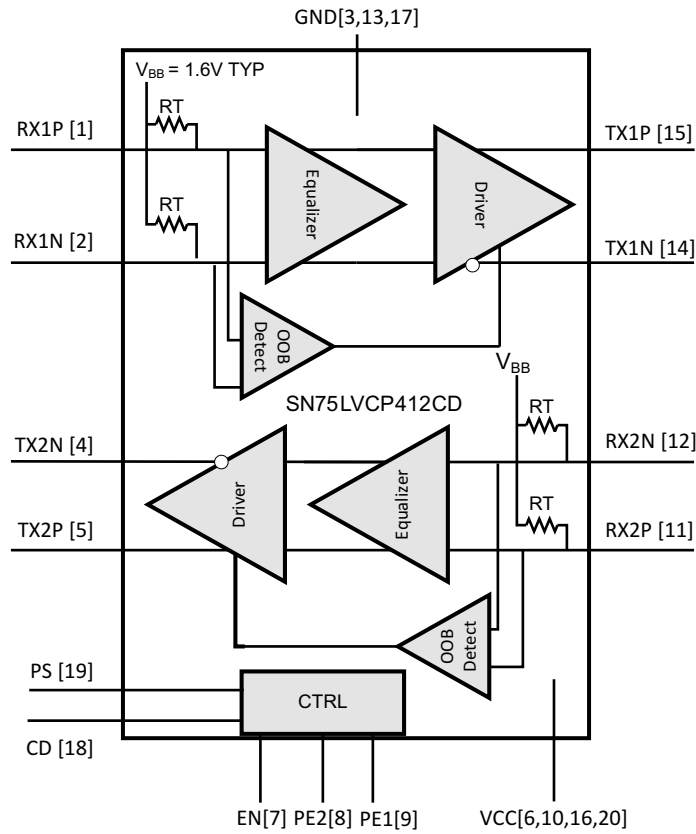 GND[3,13,17]
VBB = 1.6V TYP
RT
RX1P [1]
TX1P [15]
Equalizer
Driver
RT
RX1N [2]
TX1N [14]
OOB
Detect
VBB
SN75LVCP412CD
RT
TX2N [4]
RX2N [12]
Driver
Equalizer
RT
TX2P [5]
RX2P [11]
OOB
Detect
PS [19]
CTRL
CD [18]
EN[7]
PE2[8]
PE1[9]
VCC[6,10,16,20]